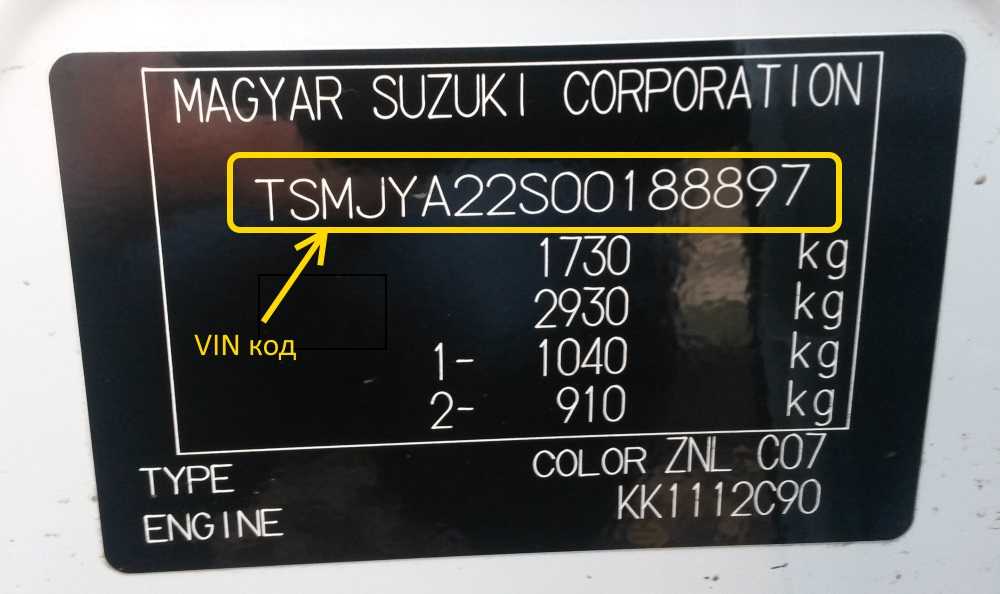 MAGYAR SUZUKI CORPORATION
TSMJYA22S00188897
1730 kg
2930 kg
1- 1040 kg
2- 910 kg
VIN код
TYPE COLOR ZNL C07
ENGINE KK1112C90